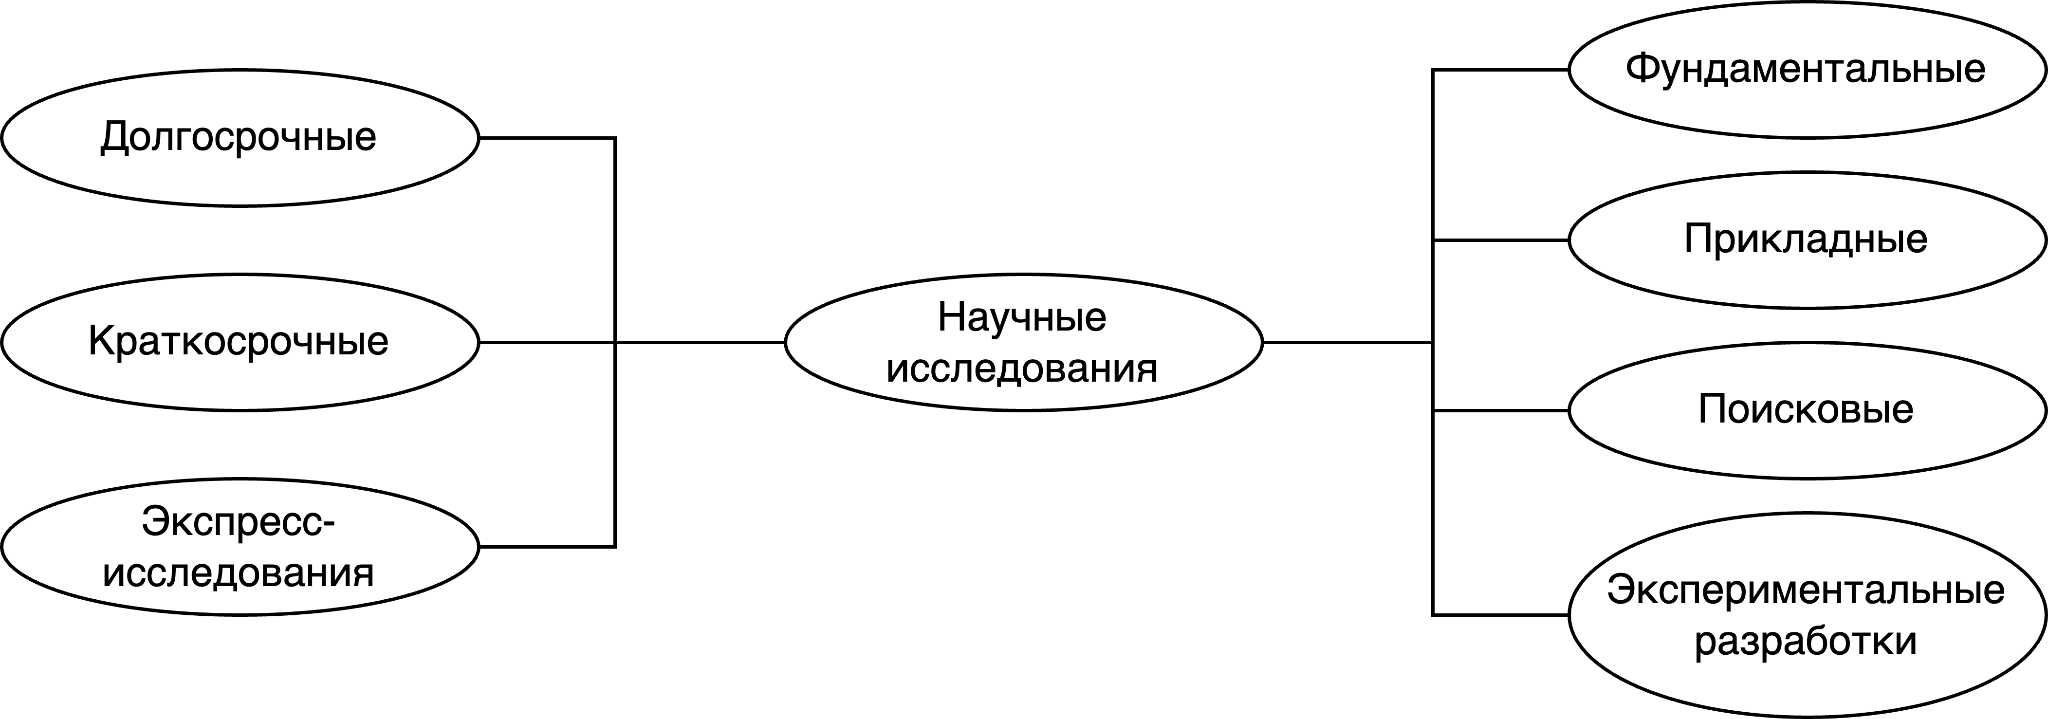 Долгосрочные
Краткосрочные
Экспресс-
исследования
Научные
исследования
Фундаментальные
Прикладные
Поисковые
Экспериментальные
разработки